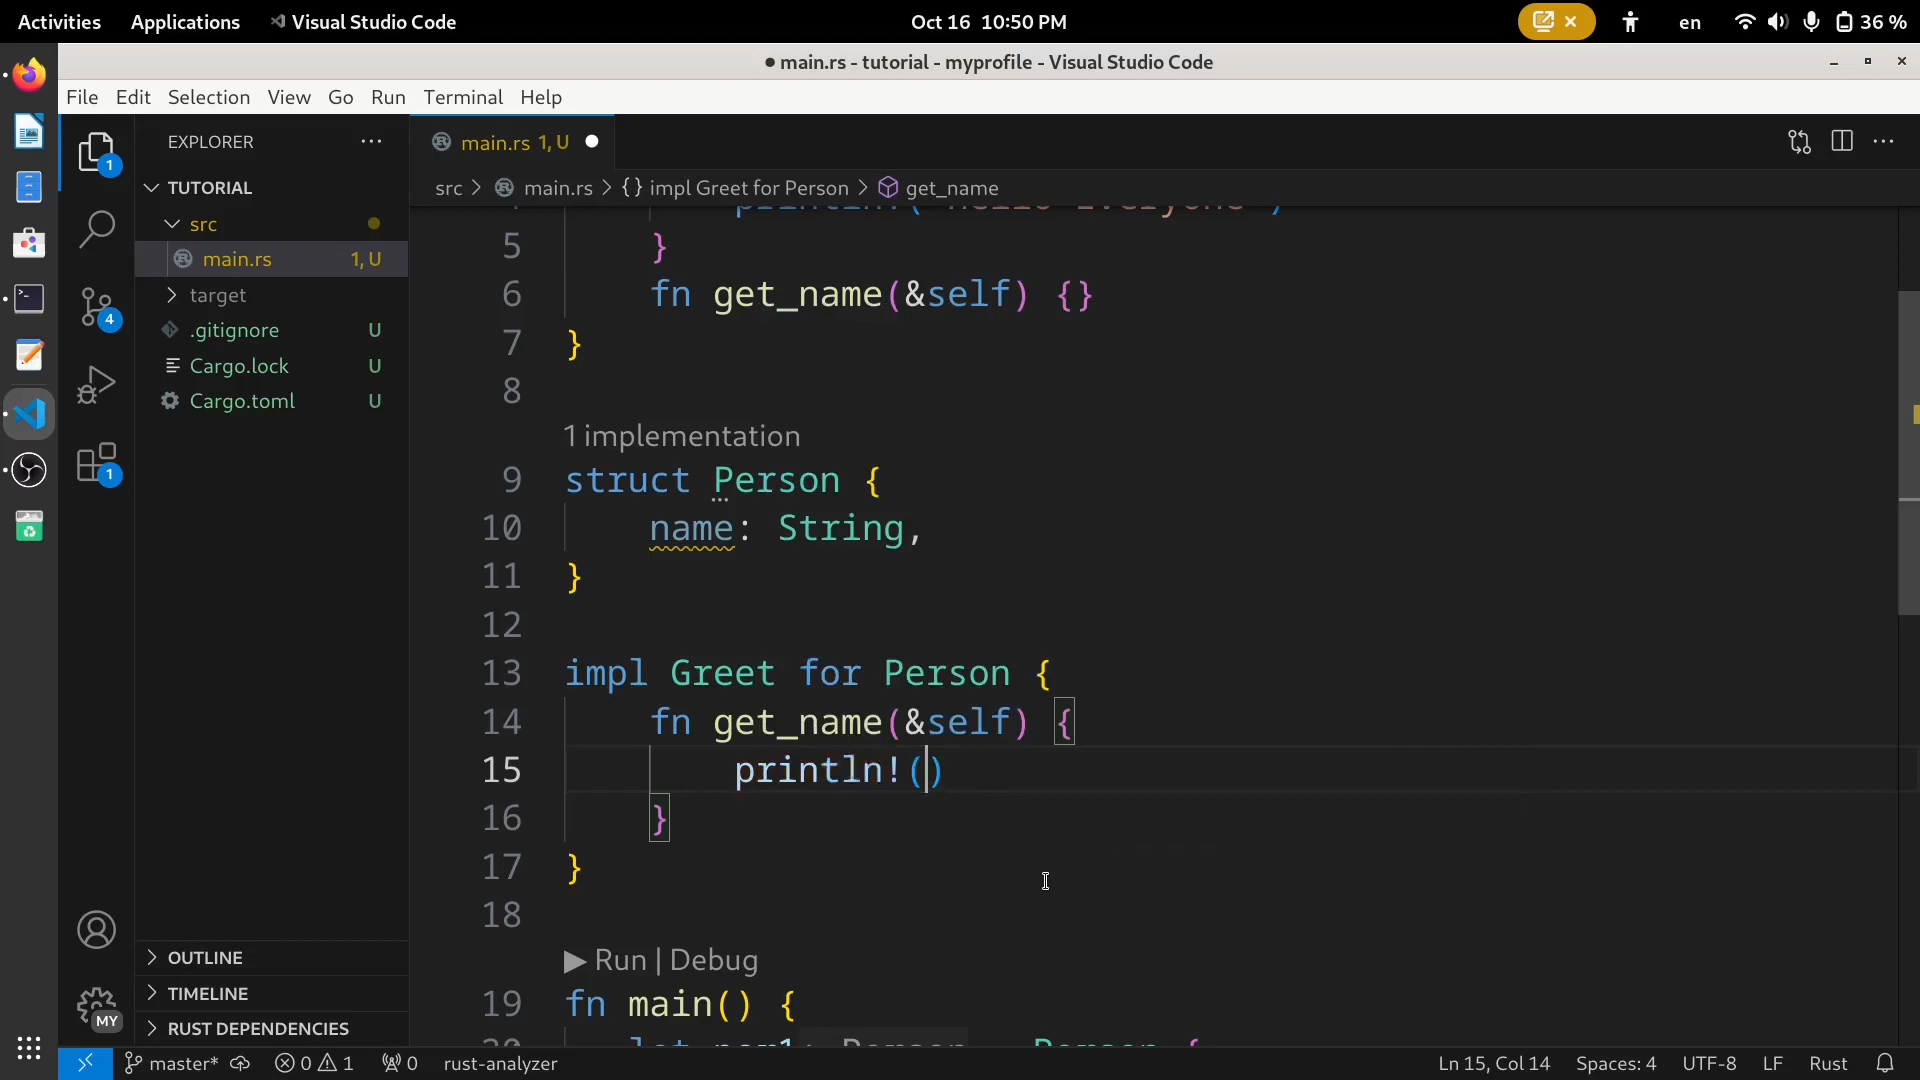 Activities Applications Visual Studio Code Oct 16 10:50 PM en 36 %
main.rs - tutorial - myprofile - Visual Studio Code
File Edit Selection View Go Run Terminal Help
EXPLORER
main.rs 1, U
src > main.rs > {} impl Greet for Person > get_name
TUTORIAL
src
main.rs 1, U
target
.gitignore U
Cargo.lock U
Cargo.toml U
1
4
1
MY
OUTLINE
TIMELINE
RUST DEPENDENCIES
5 }
6 fn get_name(&self) {}
7 }
8
1 implementation
9 struct Person {
10 name: String,
11 }
12
13 impl Greet for Person {
14 fn get_name(&self) {
15 println!()
16 }
17 }
18
▶ Run | Debug
19 fn main() {
master* 0 1 0 rust-analyzer Ln 15, Col 14 Spaces: 4 UTF-8 LF Rust